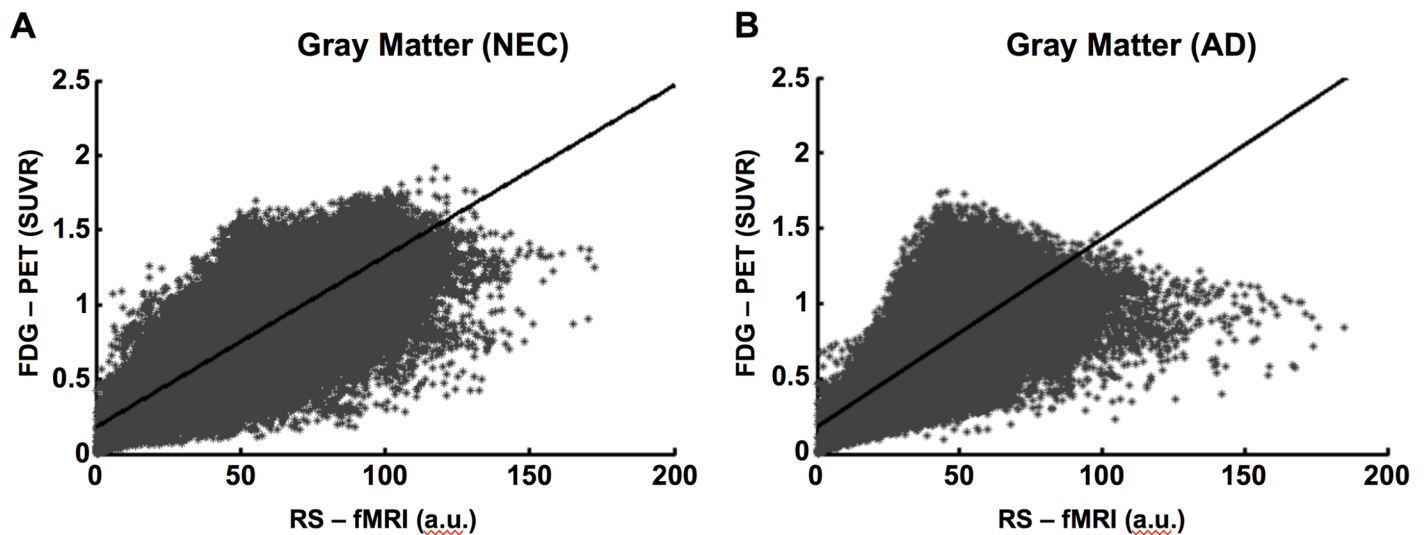 A
Gray Matter (NEC)
FDG – PET (SUVR)
2.5
2
1.5
1
0.5
0
0
50
100
150
200
RS – fMRI (a.u.)
B
Gray Matter (AD)
FDG – PET (SUVR)
2.5
2
1.5
1
0.5
0
0
50
100
150
200
RS – fMRI (a.u.)